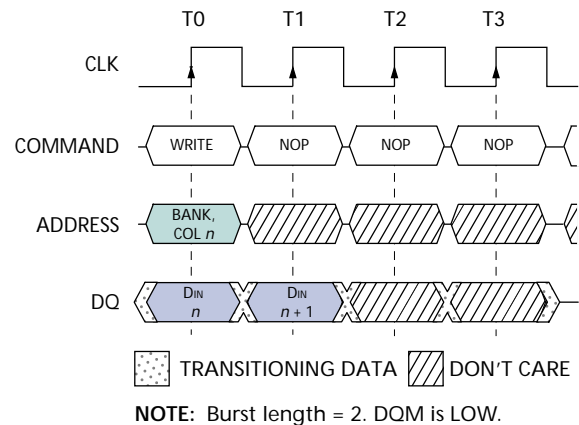 T0 T1 T2 T3
CLK
COMMAND WRITE NOP NOP NOP
ADDRESS BANK,
COL n
DQ DIN DIN
n n + 1
TRANSITIONING DATA DON'T CARE
NOTE: Burst length = 2. DQM is LOW.